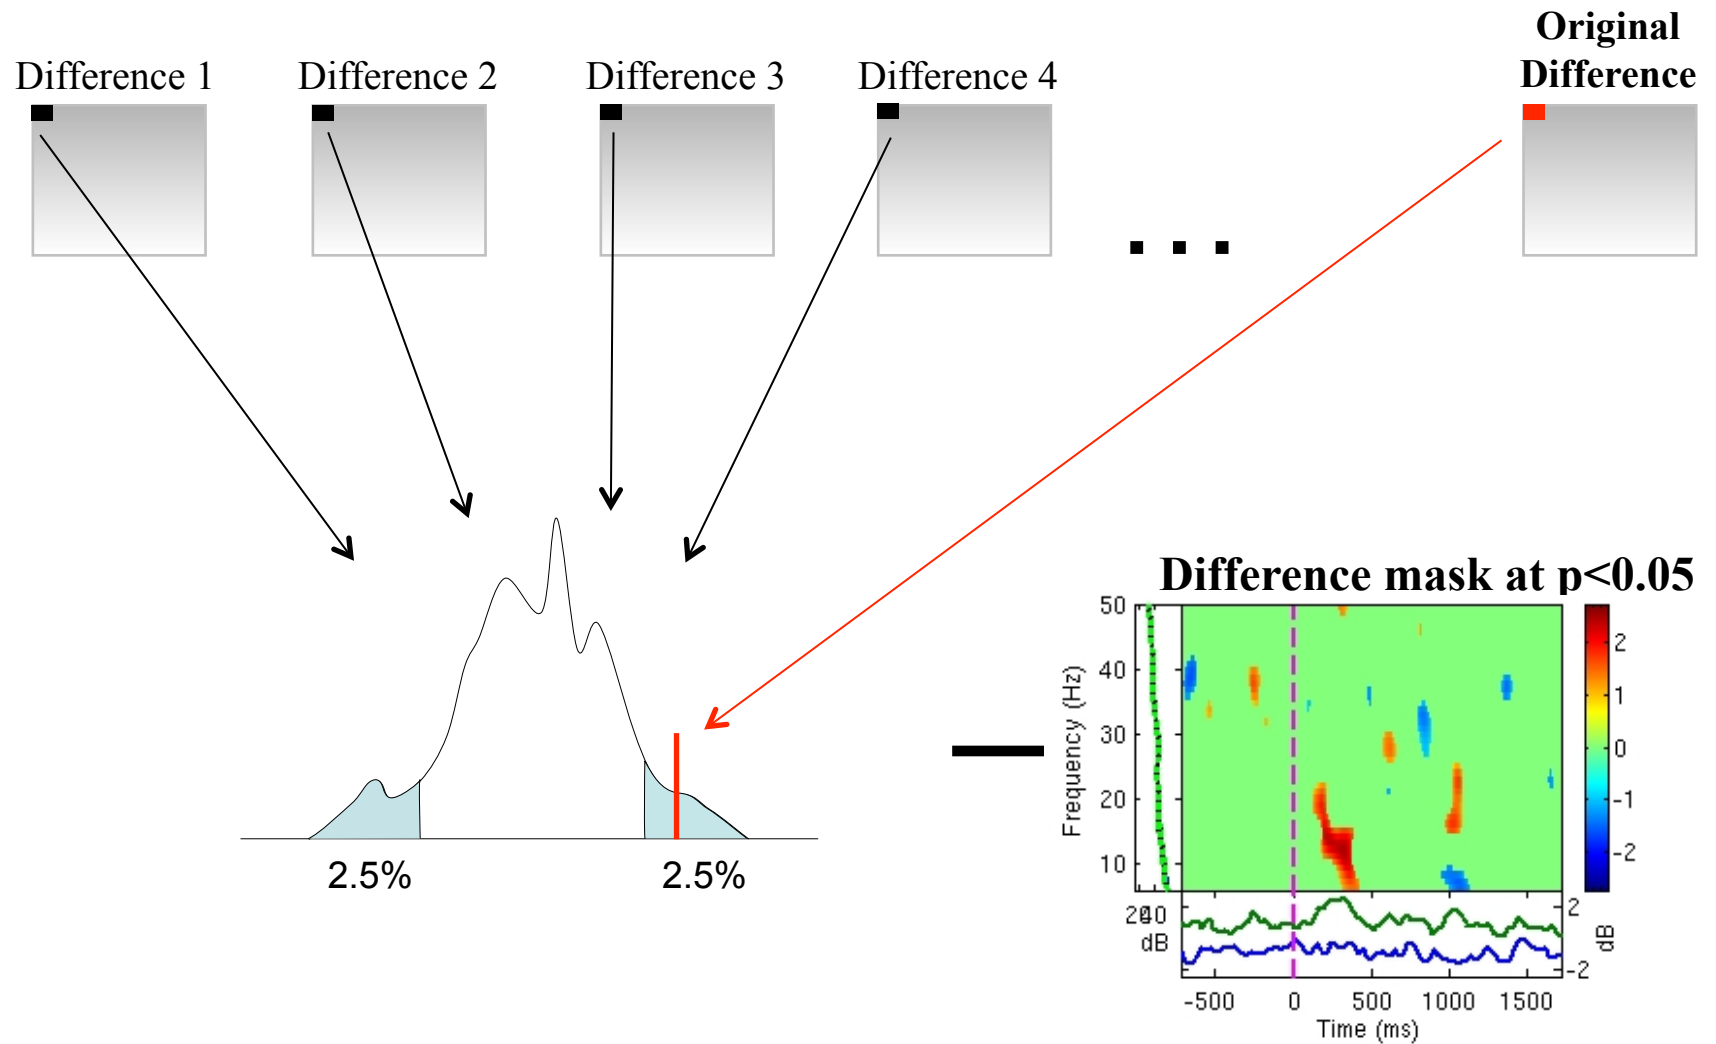 Original
Difference
Difference 1
Difference 2
Difference 3
Difference 4
2.5%
2.5%
Difference mask at p<0.05
50
40
30
20
10
Frequency (Hz)
2
1
0
-1
-2
dB
2
-2
dB
-500
0
500
1000
1500
Time (ms)